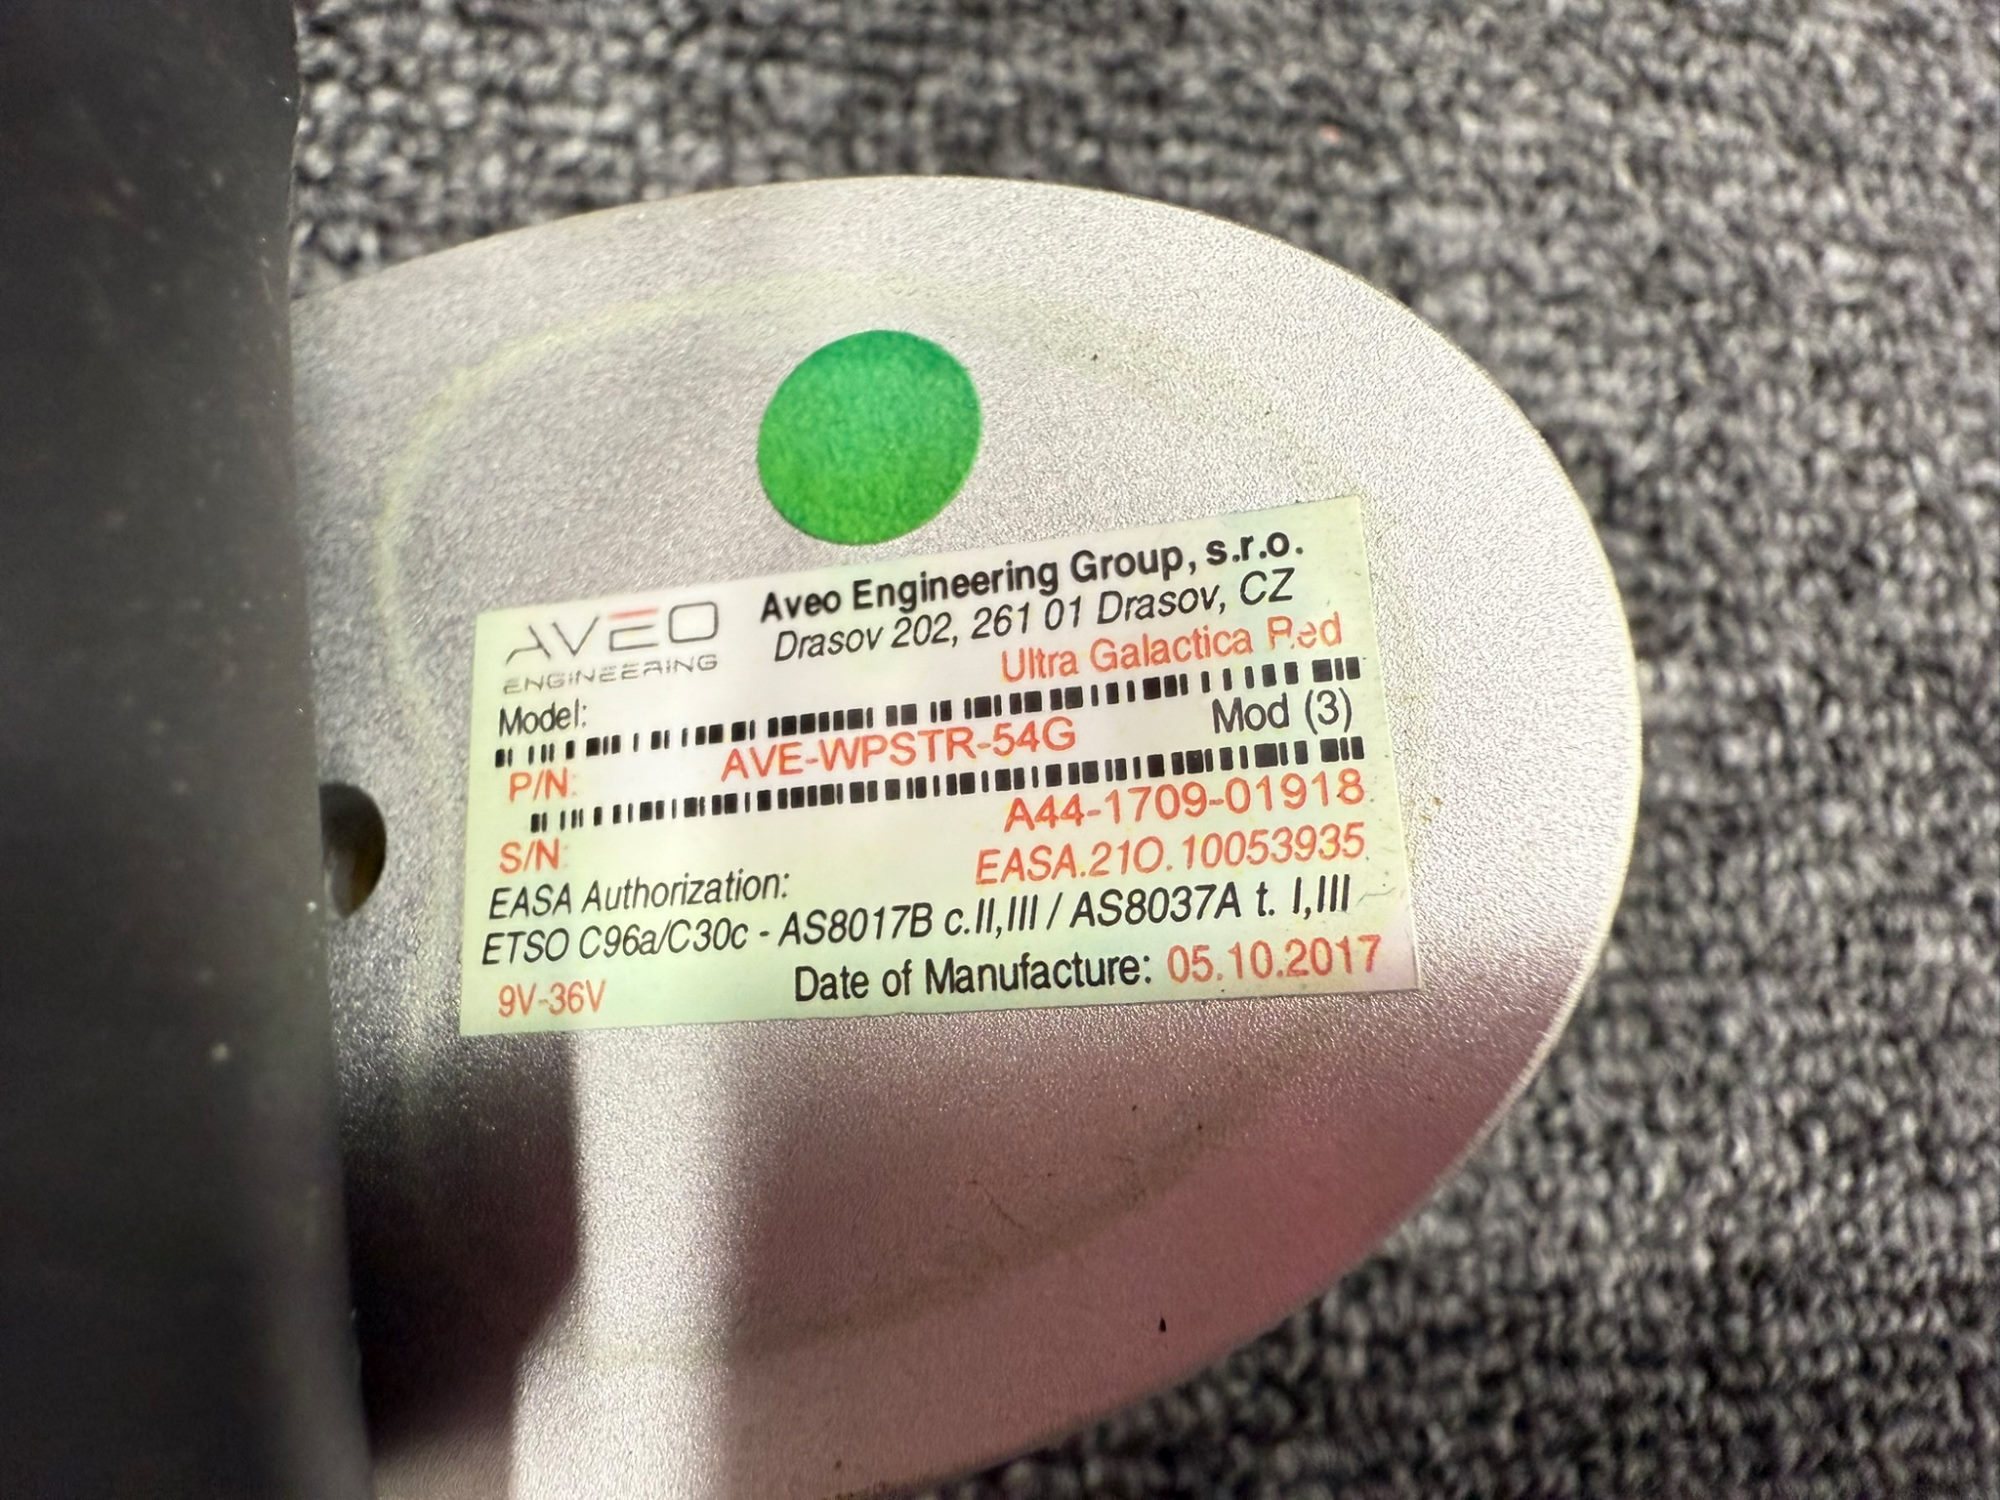 AVEO
ENGINEERING
Aveo Engineering Group, s.r.o.
Drasov 202, 261 01 Drasov, CZ
Model: Ultra Galactica Red
P/N: AVE-WPSTR-54G Mod (3)
S/N: A44-1709-01918
EASA Authorization: EASA.21O.10053935
ETSO C96a/C30c - AS8017B c.II,III / AS8037A t. I,III
9V-36V Date of Manufacture: 05.10.2017